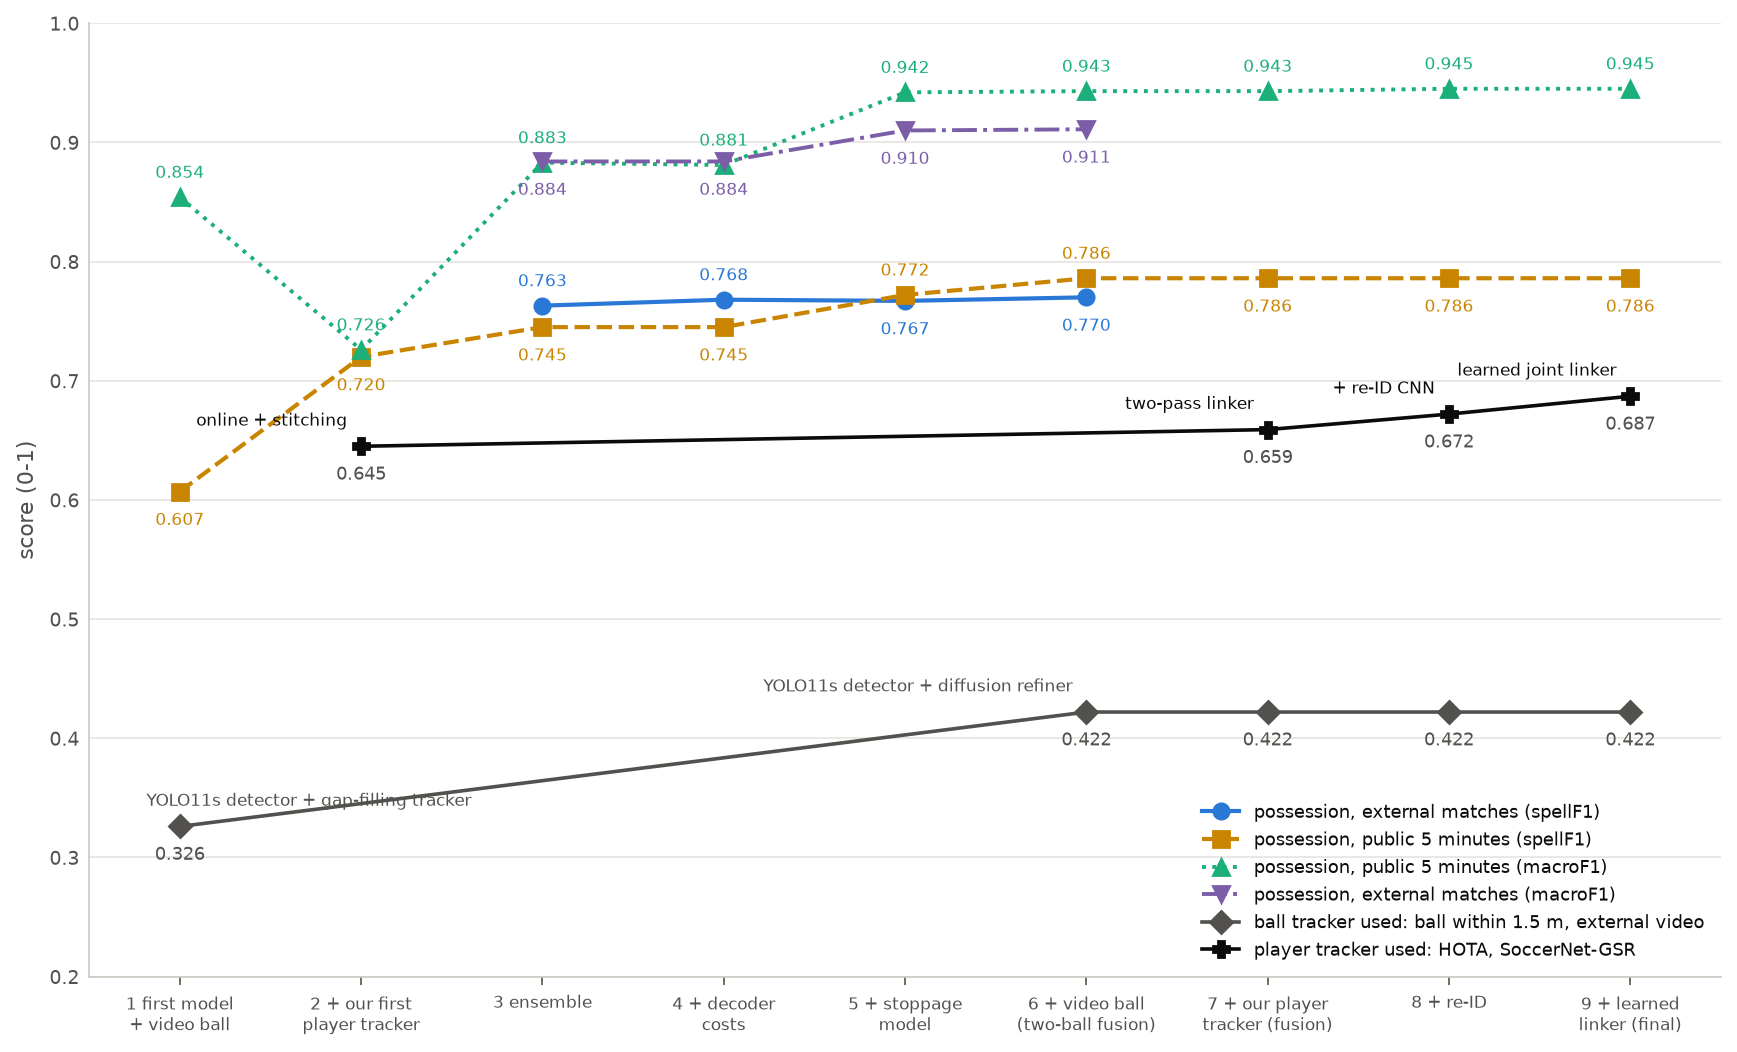 1.0
0.9
0.8
0.7
0.6
0.5
0.4
0.3
0.2
score (0-1)
0.854
0.726
0.883
0.881
0.942
0.943
0.943
0.945
0.945
0.884
0.884
0.910
0.911
0.763
0.768
0.767
0.770
0.607
0.720
0.745
0.745
0.772
0.786
0.786
0.786
0.786
online + stitching
two-pass linker
+ re-ID CNN
learned joint linker
0.645
0.659
0.672
0.687
YOLO11s detector + gap-filling tracker
YOLO11s detector + diffusion refiner
0.326
0.422
0.422
0.422
0.422
possession, external matches (spellF1)
possession, public 5 minutes (spellF1)
possession, public 5 minutes (macroF1)
possession, external matches (macroF1)
ball tracker used: ball within 1.5 m, external video
player tracker used: HOTA, SoccerNet-GSR
1 first model
+ video ball
2 + our first
player tracker
3 ensemble
4 + decoder
costs
5 + stoppage
model
6 + video ball
(two-ball fusion)
7 + our player
tracker (fusion)
8 + re-ID
9 + learned
linker (final)